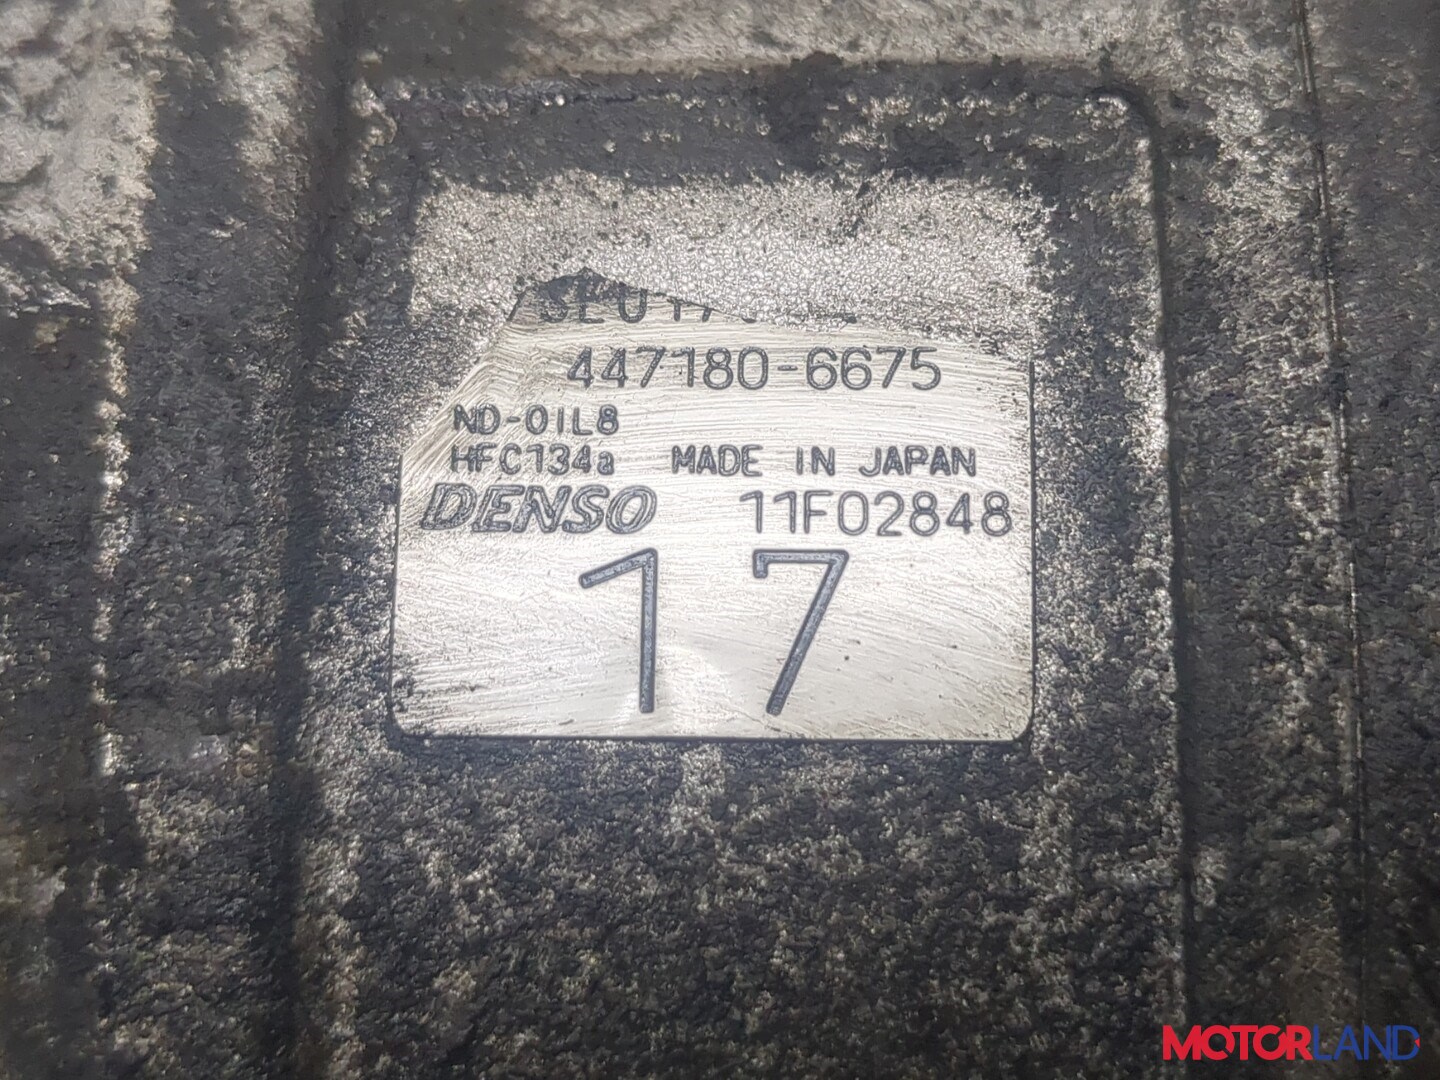 447180-6675
ND-OIL8
HFC134a MADE IN JAPAN
DENSO 11F02848
17
MOTORLAND